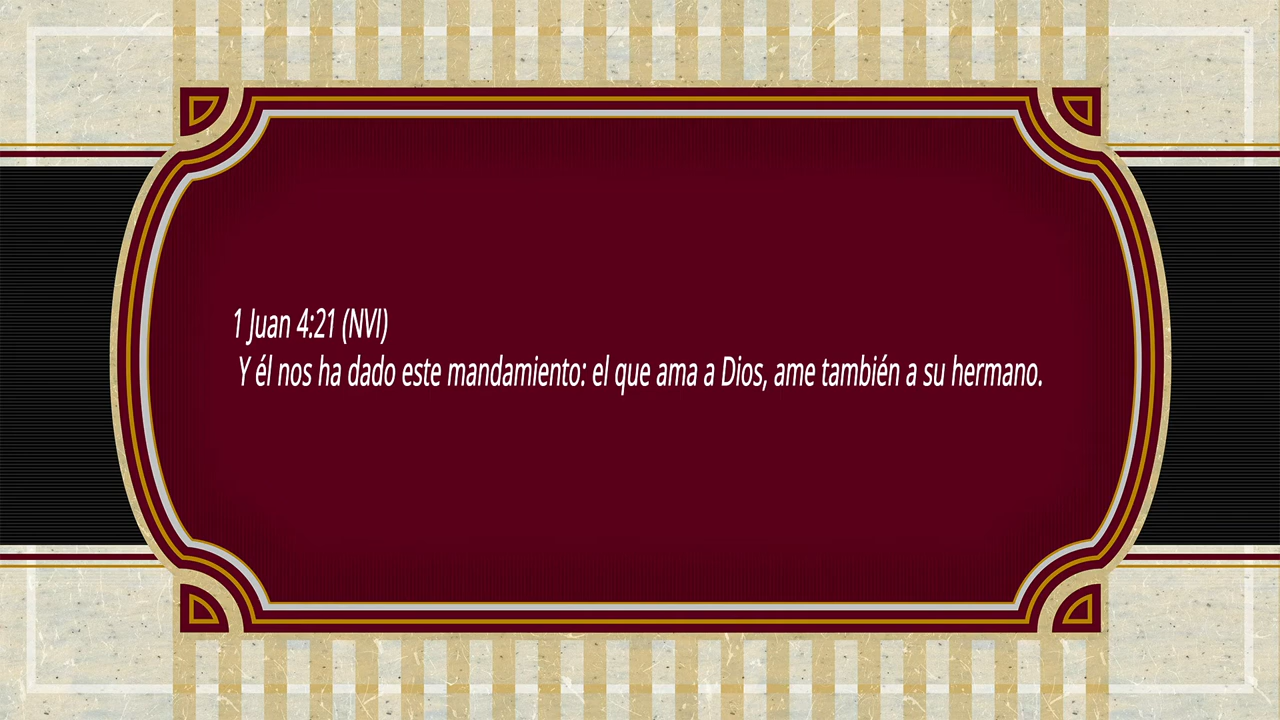 1 Juan 4:21 (NVI)
Y él nos ha dado este mandamiento: el que ama a Dios, ame también a su hermano.